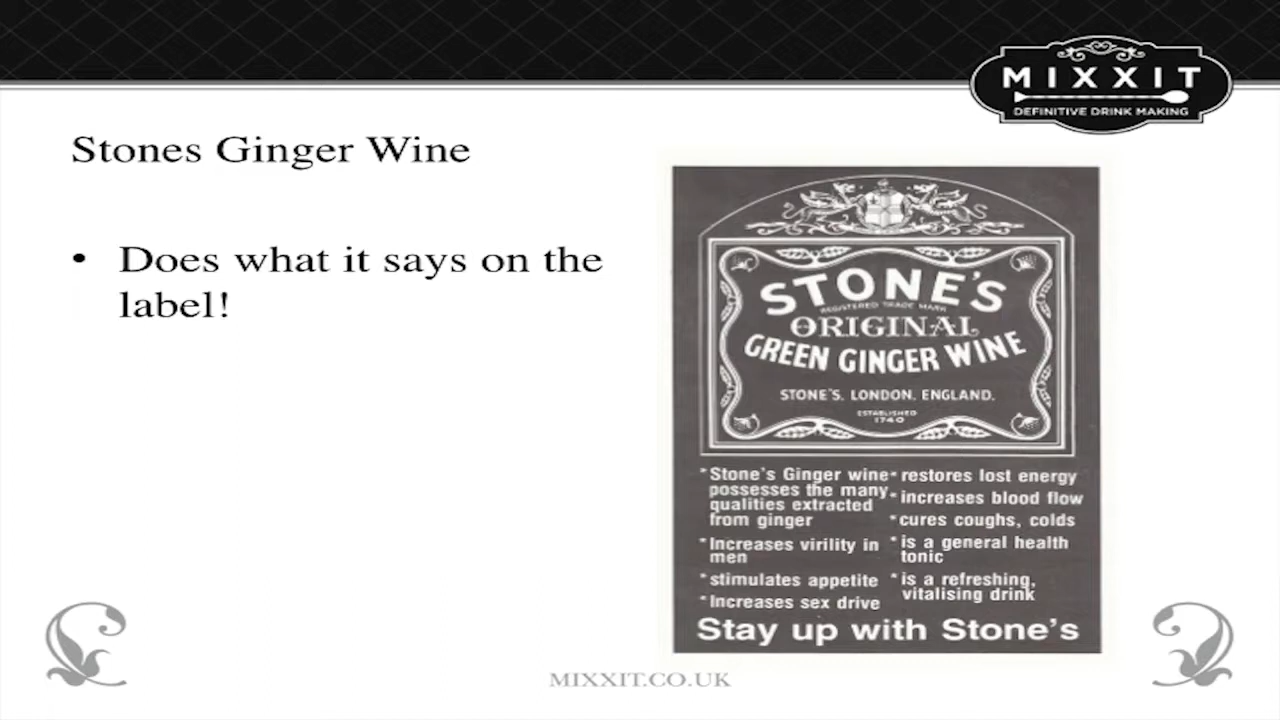 MIXXIT
DEFINITIVE DRINK MAKING
Stones Ginger Wine
• Does what it says on the
label!
STONE'S
REGISTERED TRADE MARK
ORIGINAL
GREEN GINGER WINE
STONE'S. LONDON. ENGLAND.
ESTABLISHED
1740
*Stone's Ginger wine
possesses the many
qualities extracted
from ginger
*Increases virility in
men
*stimulates appetite
*Increases sex drive
*restores lost energy
*increases blood flow
*cures coughs, colds
*is a general health
tonic
*is a refreshing,
vitalising drink
Stay up with Stone's
MIXXIT.CO.UK